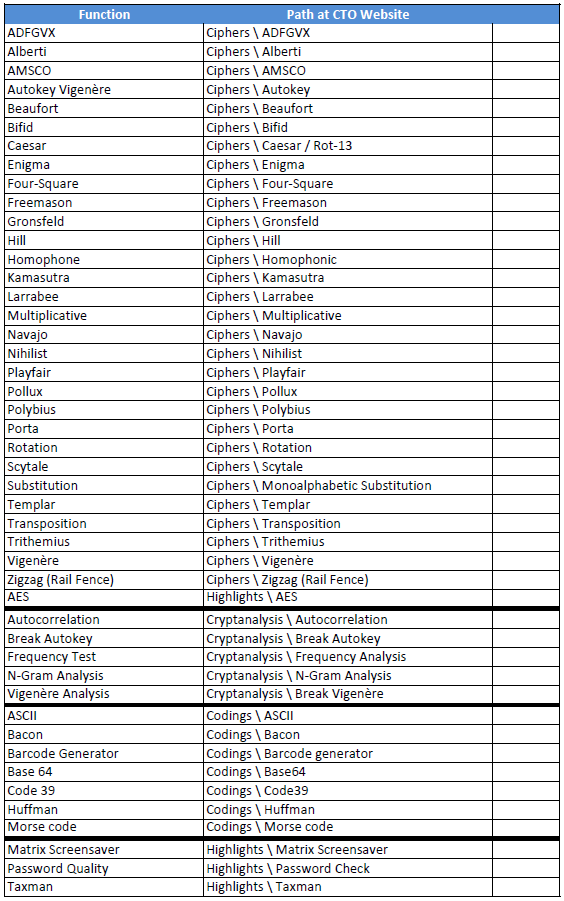 Function Path at CTO Website
ADFGVX Ciphers \ ADFGVX
Alberti Ciphers \ Alberti
AMSCO Ciphers \ AMSCO
Autokey Vigenère Ciphers \ Autokey
Beaufort Ciphers \ Beaufort
Bifid Ciphers \ Bifid
Caesar Ciphers \ Caesar / Rot-13
Enigma Ciphers \ Enigma
Four-Square Ciphers \ Four-Square
Freemason Ciphers \ Freemason
Gronsfeld Ciphers \ Gronsfeld
Hill Ciphers \ Hill
Homophone Ciphers \ Homophonic
Kamasutra Ciphers \ Kamasutra
Larrabee Ciphers \ Larrabee
Multiplicative Ciphers \ Multiplicative
Navajo Ciphers \ Navajo
Nihilist Ciphers \ Nihilist
Playfair Ciphers \ Playfair
Pollux Ciphers \ Pollux
Polybius Ciphers \ Polybius
Porta Ciphers \ Porta
Rotation Ciphers \ Rotation
Scytale Ciphers \ Scytale
Substitution Ciphers \ Monoalphabetic Substitution
Templar Ciphers \ Templar
Transposition Ciphers \ Transposition
Trithemius Ciphers \ Trithemius
Vigenère Ciphers \ Vigenère
Zigzag (Rail Fence) Ciphers \ Zigzag (Rail Fence)
AES Highlights \ AES
Autocorrelation Cryptanalysis \ Autocorrelation
Break Autokey Cryptanalysis \ Break Autokey
Frequency Test Cryptanalysis \ Frequency Analysis
N-Gram Analysis Cryptanalysis \ N-Gram Analysis
Vigenère Analysis Cryptanalysis \ Break Vigenère
ASCII Codings \ ASCII
Bacon Codings \ Bacon
Barcode Generator Codings \ Barcode generator
Base 64 Codings \ Base64
Code 39 Codings \ Code39
Huffman Codings \ Huffman
Morse code Codings \ Morse code
Matrix Screensaver Highlights \ Matrix Screensaver
Password Quality Highlights \ Password Check
Taxman Highlights \ Taxman